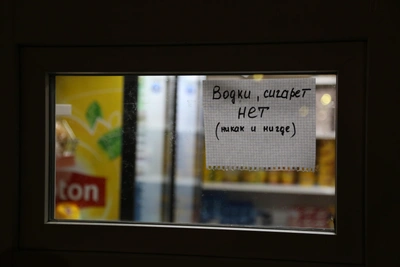 Водки, сигарет
нет
(никак и нигде)
ton